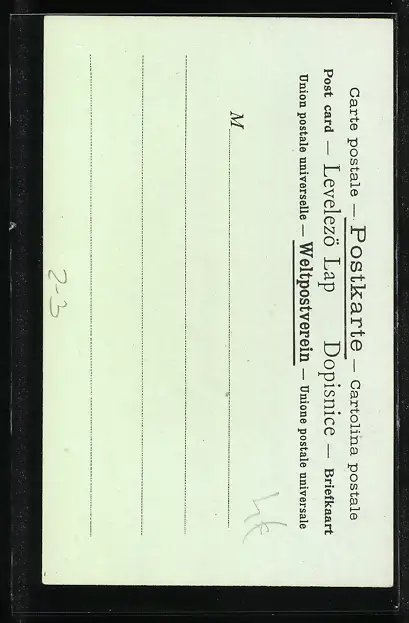 Carte postale — Postkarte — Cartolina postale
Post card — Levelezö Lap Dopisnice — Briefkaart
Union postale universelle — Weltpostverein — Unione postale universale
M
4€
2-3